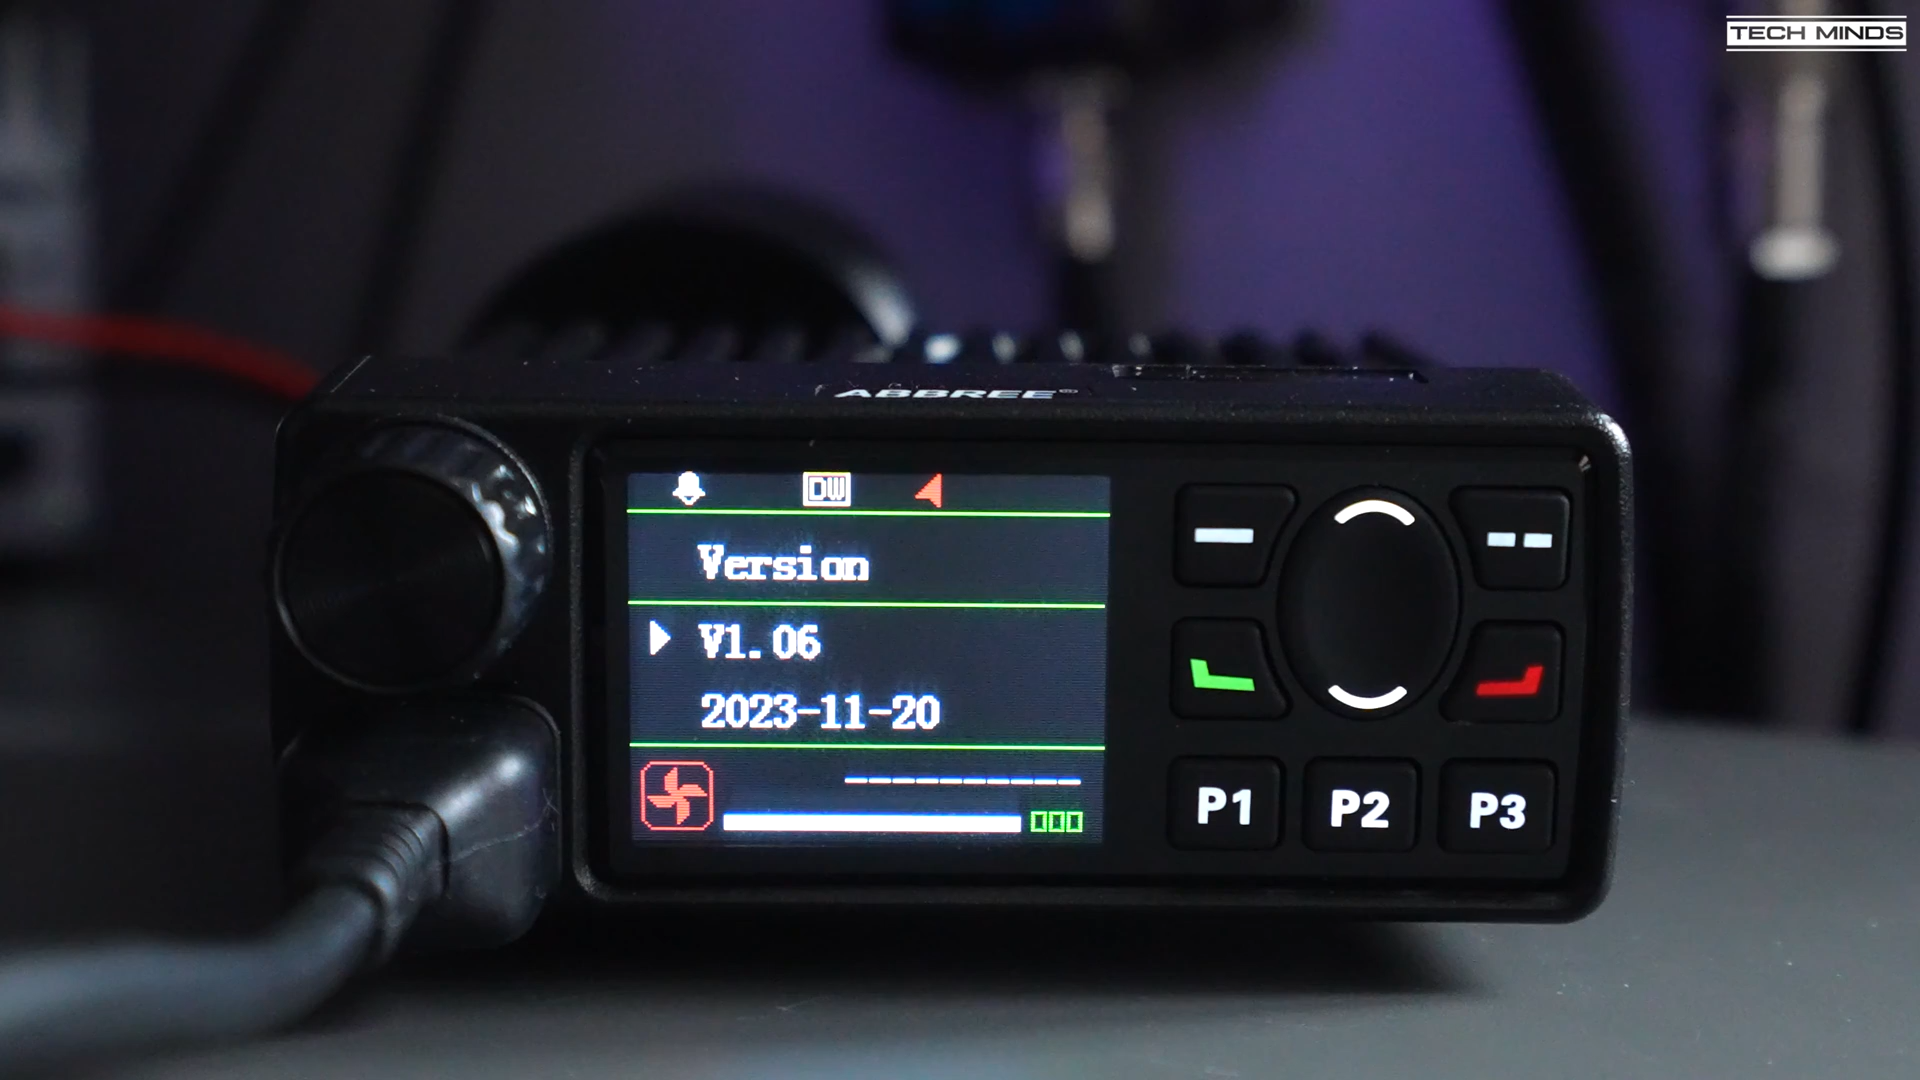 TECH MINDS
ABBREE®
DW
Version
V1.06
2023-11-20
P1
P2
P3